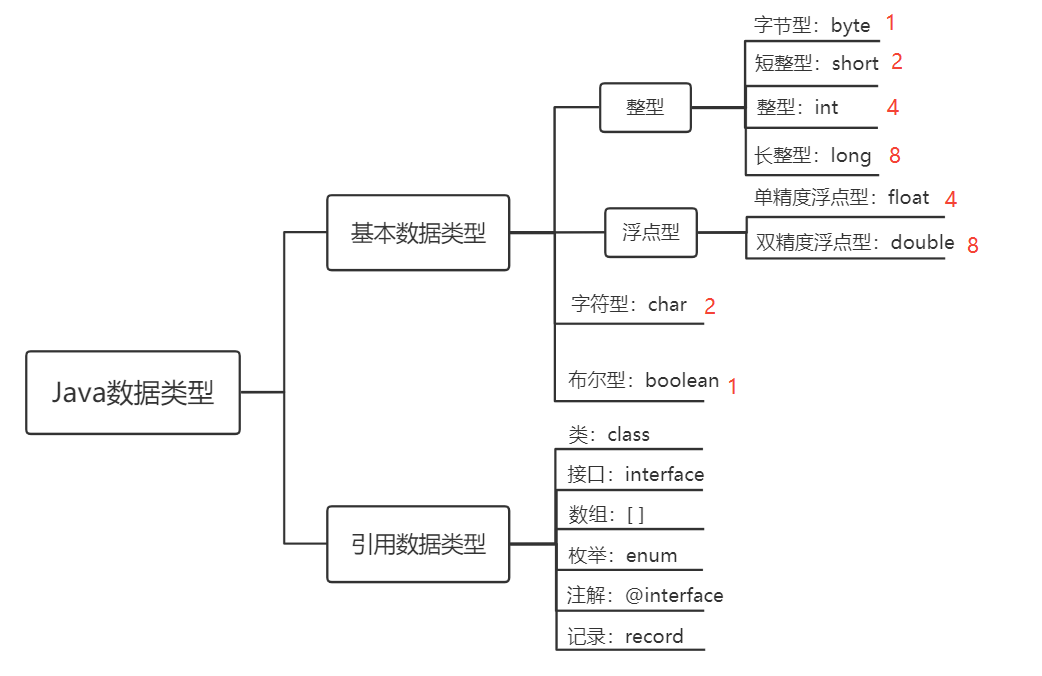 字节型：byte 1
短整型：short 2
整型
整型：int 4
长整型：long 8
单精度浮点型：float 4
基本数据类型
浮点型
双精度浮点型：double 8
字符型：char 2
布尔型：boolean 1
Java数据类型
类：class
接口：interface
数组：[ ]
引用数据类型
枚举：enum
注解：@interface
记录：record